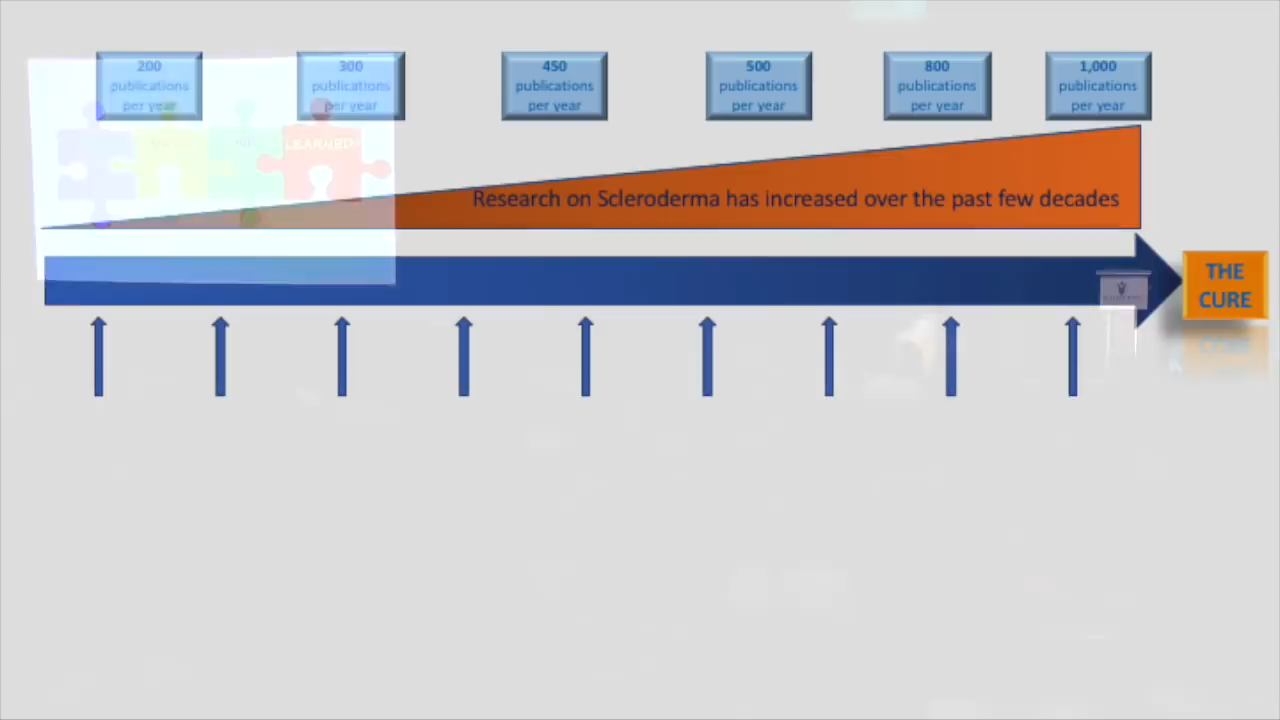 200
publications
per year
300
publications
per year
450
publications
per year
500
publications
per year
800
publications
per year
1,000
publications
per year
LEARNED
Research on Scleroderma has increased over the past few decades
THE
CURE